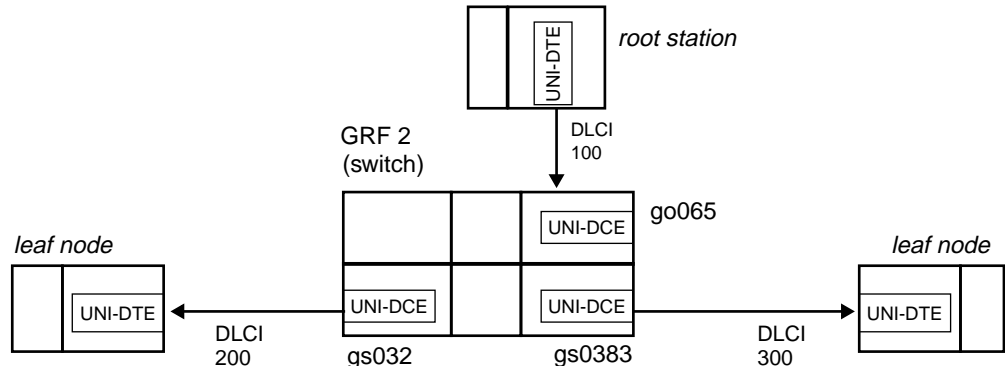 root station
UNI-DTE
DLCI
100
GRF 2
(switch)
go065
UNI-DCE
leaf node
leaf node
UNI-DTE
UNI-DCE
UNI-DCE
UNI-DTE
DLCI
200
gs032
gs0383
DLCI
300